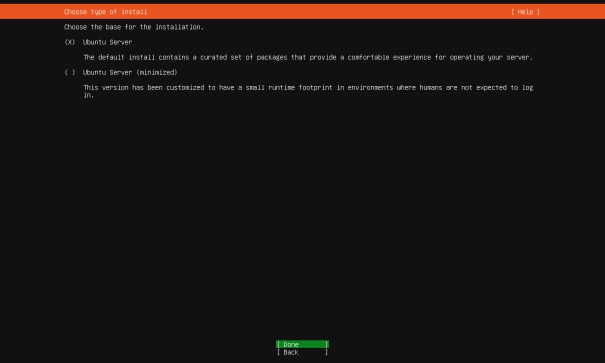 Choose type of install [ Help ]
Choose the base for the installation.
(X) Ubuntu Server
The default install contains a curated set of packages that provide a comfortable experience for operating your server.
( ) Ubuntu Server (minimized)
This version has been customized to have a small runtime footprint in environments where humans are not expected to log
in.
[ Done ]
[ Back ]